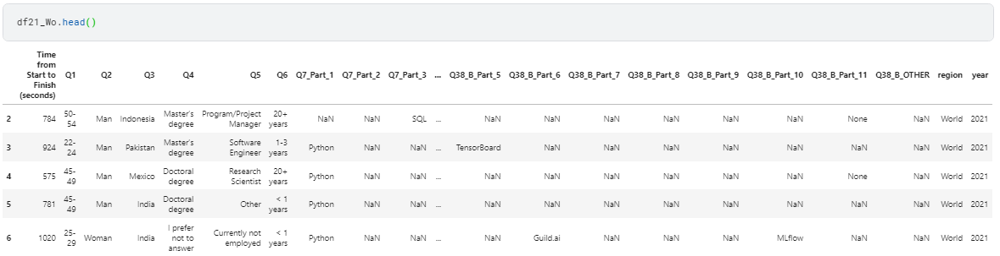 df21_Wo.head()
Time from Start to Finish (seconds) Q1 Q2 Q3 Q4 Q5 Q6 Q7_Part_1 Q7_Part_2 Q7_Part_3 ... Q38_B_Part_5 Q38_B_Part_6 Q38_B_Part_7 Q38_B_Part_8 Q38_B_Part_9 Q38_B_Part_10 Q38_B_Part_11 Q38_B_OTHER region year
2 784 50-54 Man Indonesia Master's degree Program/Project Manager 20+ years NaN NaN SQL ... NaN NaN NaN NaN NaN NaN None NaN World 2021
3 924 22-24 Man Pakistan Master's degree Software Engineer 1-3 years Python NaN NaN ... TensorBoard NaN NaN NaN NaN NaN NaN NaN World 2021
4 575 45-49 Man Mexico Doctoral degree Research Scientist 20+ years Python NaN NaN ... NaN NaN NaN NaN NaN NaN None NaN World 2021
5 781 45-49 Man India Doctoral degree Other < 1 years Python NaN NaN ... NaN NaN NaN NaN NaN NaN NaN NaN World 2021
6 1020 25-29 Woman India I prefer not to answer Currently not employed < 1 years Python NaN NaN ... NaN Guild.ai NaN NaN NaN MLflow NaN NaN World 2021